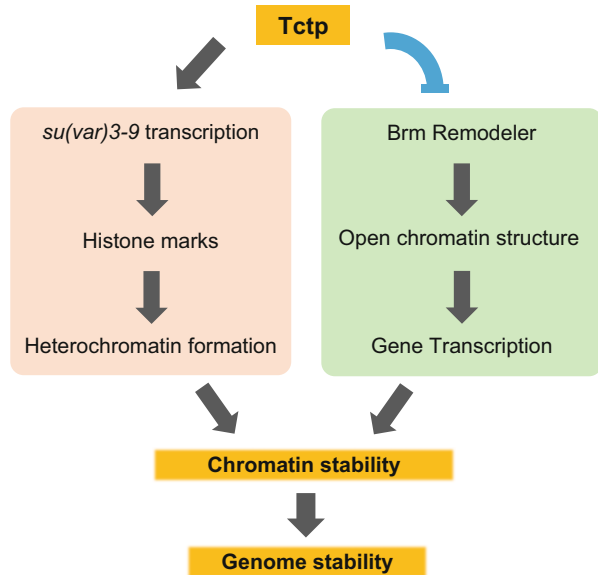 Tctp
su(var)3-9 transcription
Histone marks
Heterochromatin formation
Brm Remodeler
Open chromatin structure
Gene Transcription
Chromatin stability
Genome stability